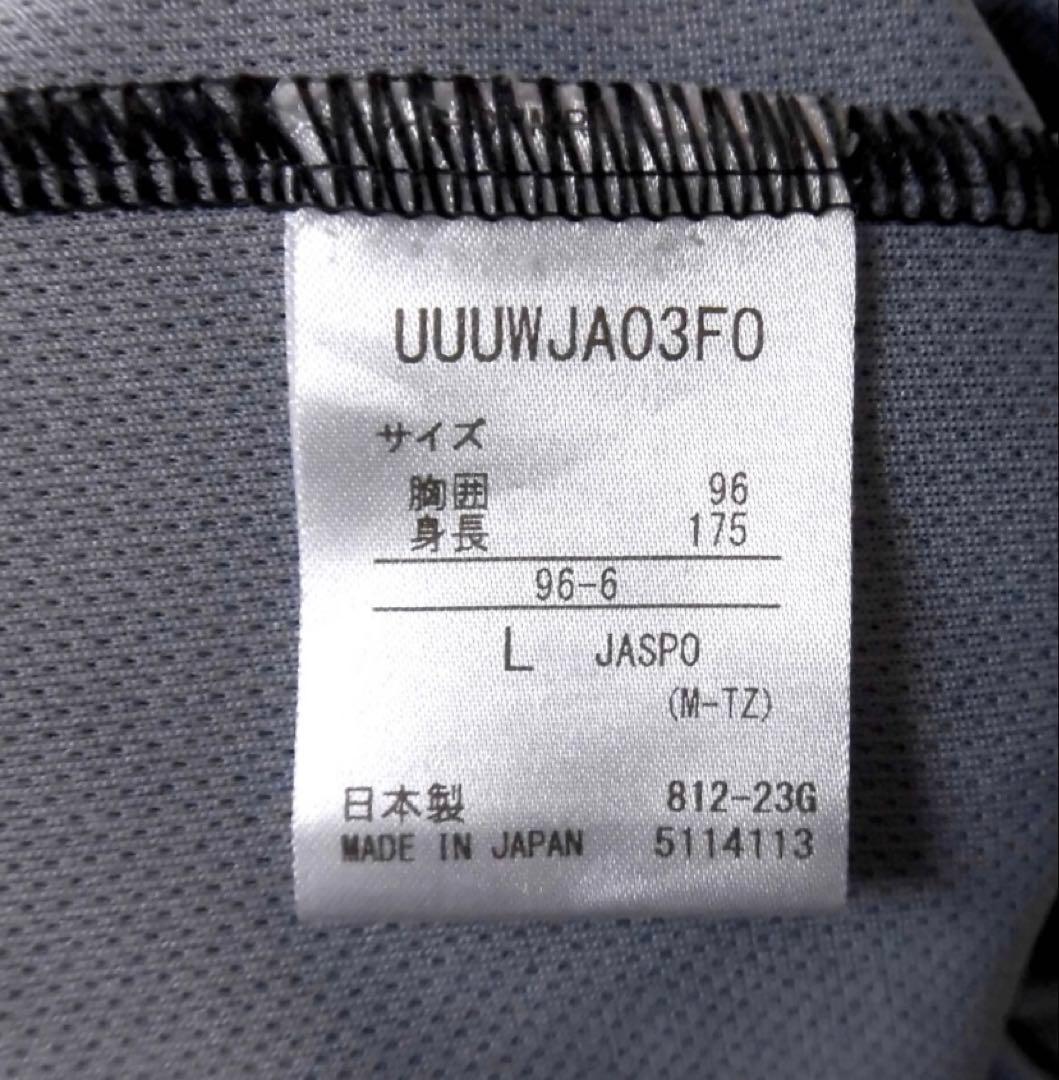 UUUWJA03F0
サイズ
胸囲 96
身長 175
96-6
L JASPO
(M-TZ)
日本製 812-23G
MADE IN JAPAN 5114113